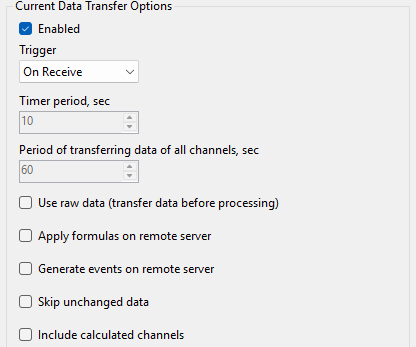 Current Data Transfer Options
Enabled
Trigger
On Receive
Timer period, sec
10
Period of transferring data of all channels, sec
60
Use raw data (transfer data before processing)
Apply formulas on remote server
Generate events on remote server
Skip unchanged data
Include calculated channels